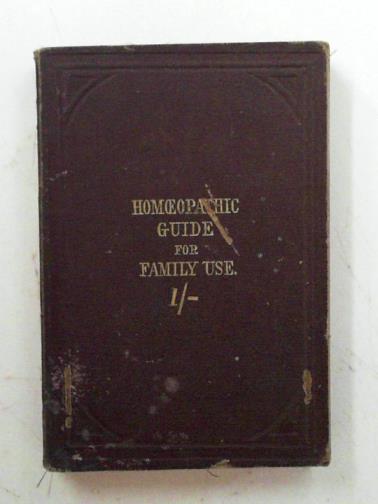 HOMŒOPATHIC
GUIDE
FOR
FAMILY USE.
1/-